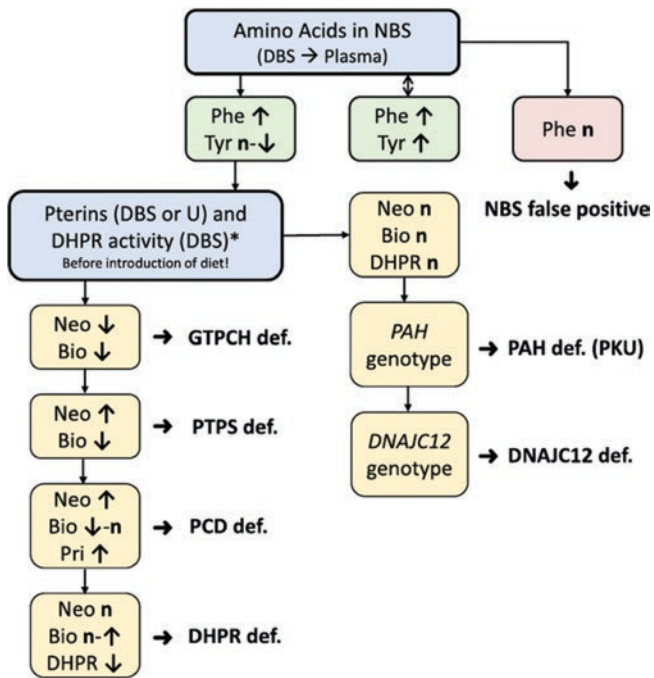 Amino Acids in NBS
(DBS → Plasma)
Phe ↑
Tyr n-↓
Phe ↑
Tyr ↑
Phe n
NBS false positive
Pterins (DBS or U) and
DHPR activity (DBS)*
Before introduction of diet!
Neo n
Bio n
DHPR n
Neo ↓
Bio ↓
GTPCH def.
PAH
genotype
PAH def. (PKU)
Neo ↑
Bio ↓
PTPS def.
DNAJC12
genotype
DNAJC12 def.
Neo ↑
Bio ↓-n
Pri ↑
PCD def.
Neo n
Bio n-↑
DHPR ↓
DHPR def.